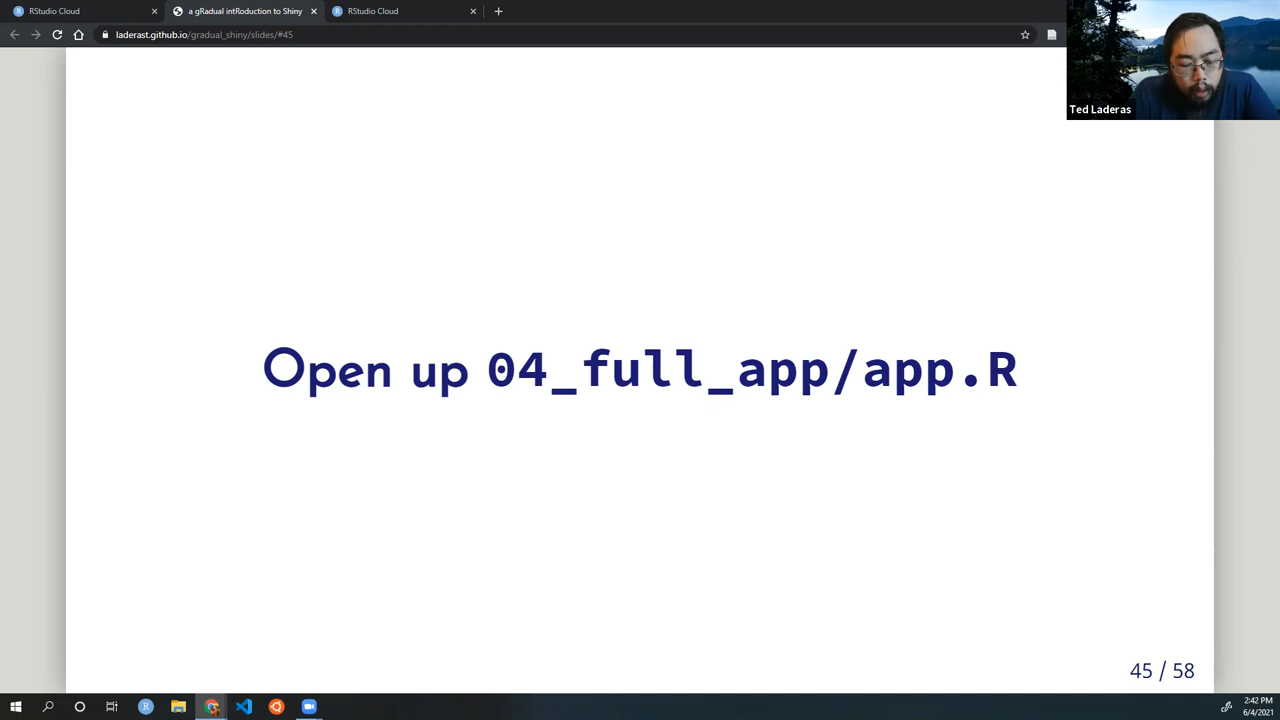 RStudio Cloud
a gRadual intRoduction to Shiny
RStudio Cloud
laderast.github.io/gradual_shiny/slides/#45
Ted Laderas
Open up 04_full_app/app.R
45 / 58
2:42 PM
6/4/2021